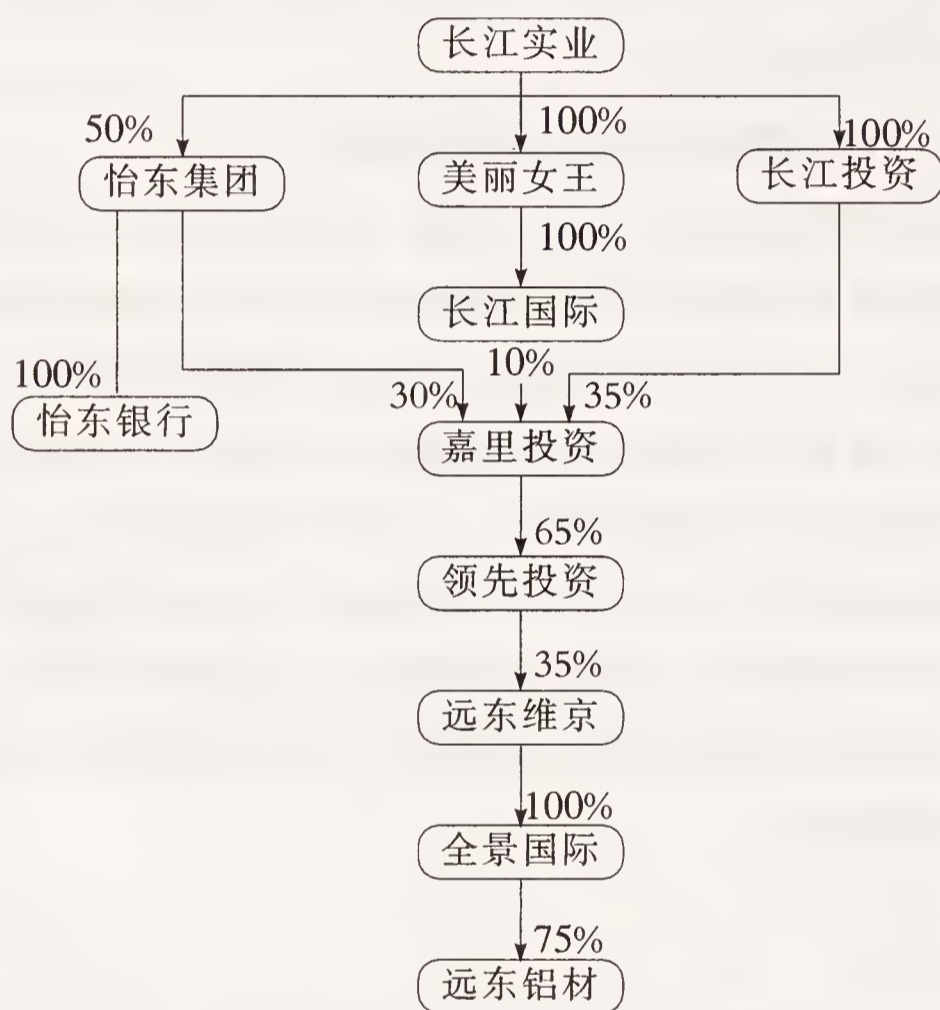 长江实业
50%
100%
100%
怡东集团
美丽女王
长江投资
100%
长江国际
100%
10%
30%
35%
怡东银行
嘉里投资
65%
领先投资
35%
远东维京
100%
全景国际
75%
远东铝材